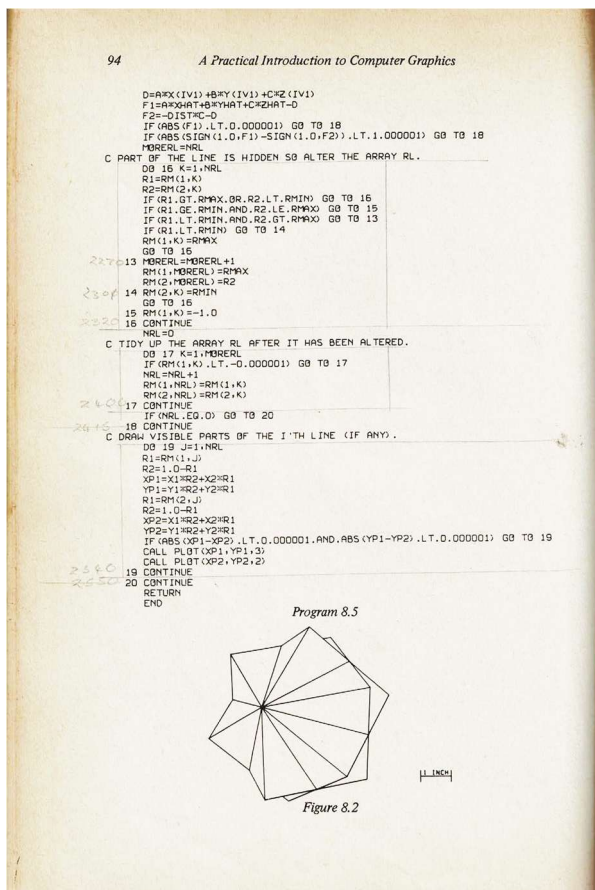 94 A Practical Introduction to Computer Graphics
D=A*X(IV1)+B*Y(IV1)+C*Z(IV1)
F1=A*XHAT+B*YHAT+C*ZHAT-D
F2=-DIST*C-D
IF(ABS(F1).LT.0.000001) GO TO 18
IF(ABS(SIGN(1.0,F1)-SIGN(1.0,F2)).LT.1.000001) GO TO 18
MORERL=NRL
C PART OF THE LINE IS HIDDEN SO ALTER THE ARRAY RL.
DO 16 K=1,NRL
R1=RM(1,K)
R2=RM(2,K)
IF(R1.GT.RMAX.OR.R2.LT.RMIN) GO TO 16
IF(R1.GE.RMIN.AND.R2.LE.RMAX) GO TO 15
IF(R1.LT.RMIN.AND.R2.GT.RMAX) GO TO 13
IF(R1.LT.RMIN) GO TO 14
RM(1,K)=RMAX
GO TO 16
2270 13 MORERL=MORERL+1
RM(1,MORERL)=RMAX
RM(2,MORERL)=R2
14 RM(2,K)=RMIN
GO TO 16
15 RM(1,K)=-1.0
2320 16 CONTINUE
NRL=0
C TIDY UP THE ARRAY RL AFTER IT HAS BEEN ALTERED.
DO 17 K=1,MORERL
IF(RM(1,K).LT.-0.000001) GO TO 17
NRL=NRL+1
RM(1,NRL)=RM(1,K)
RM(2,NRL)=RM(2,K)
2400 17 CONTINUE
IF(NRL.EQ.0) GO TO 20
18 CONTINUE
C DRAW VISIBLE PARTS OF THE I'TH LINE (IF ANY).
DO 19 J=1,NRL
R1=RM(1,J)
R2=1.0-R1
XP1=X1*R2+X2*R1
YP1=Y1*R2+Y2*R1
R1=RM(2,J)
R2=1.0-R1
XP2=X1*R2+X2*R1
YP2=Y1*R2+Y2*R1
IF(ABS(XP1-XP2).LT.0.000001.AND.ABS(YP1-YP2).LT.0.000001) GO TO 19
CALL PLOT(XP1,YP1,3)
CALL PLOT(XP2,YP2,2)
19 CONTINUE
20 CONTINUE
RETURN
END
Program 8.5
1 INCH
Figure 8.2